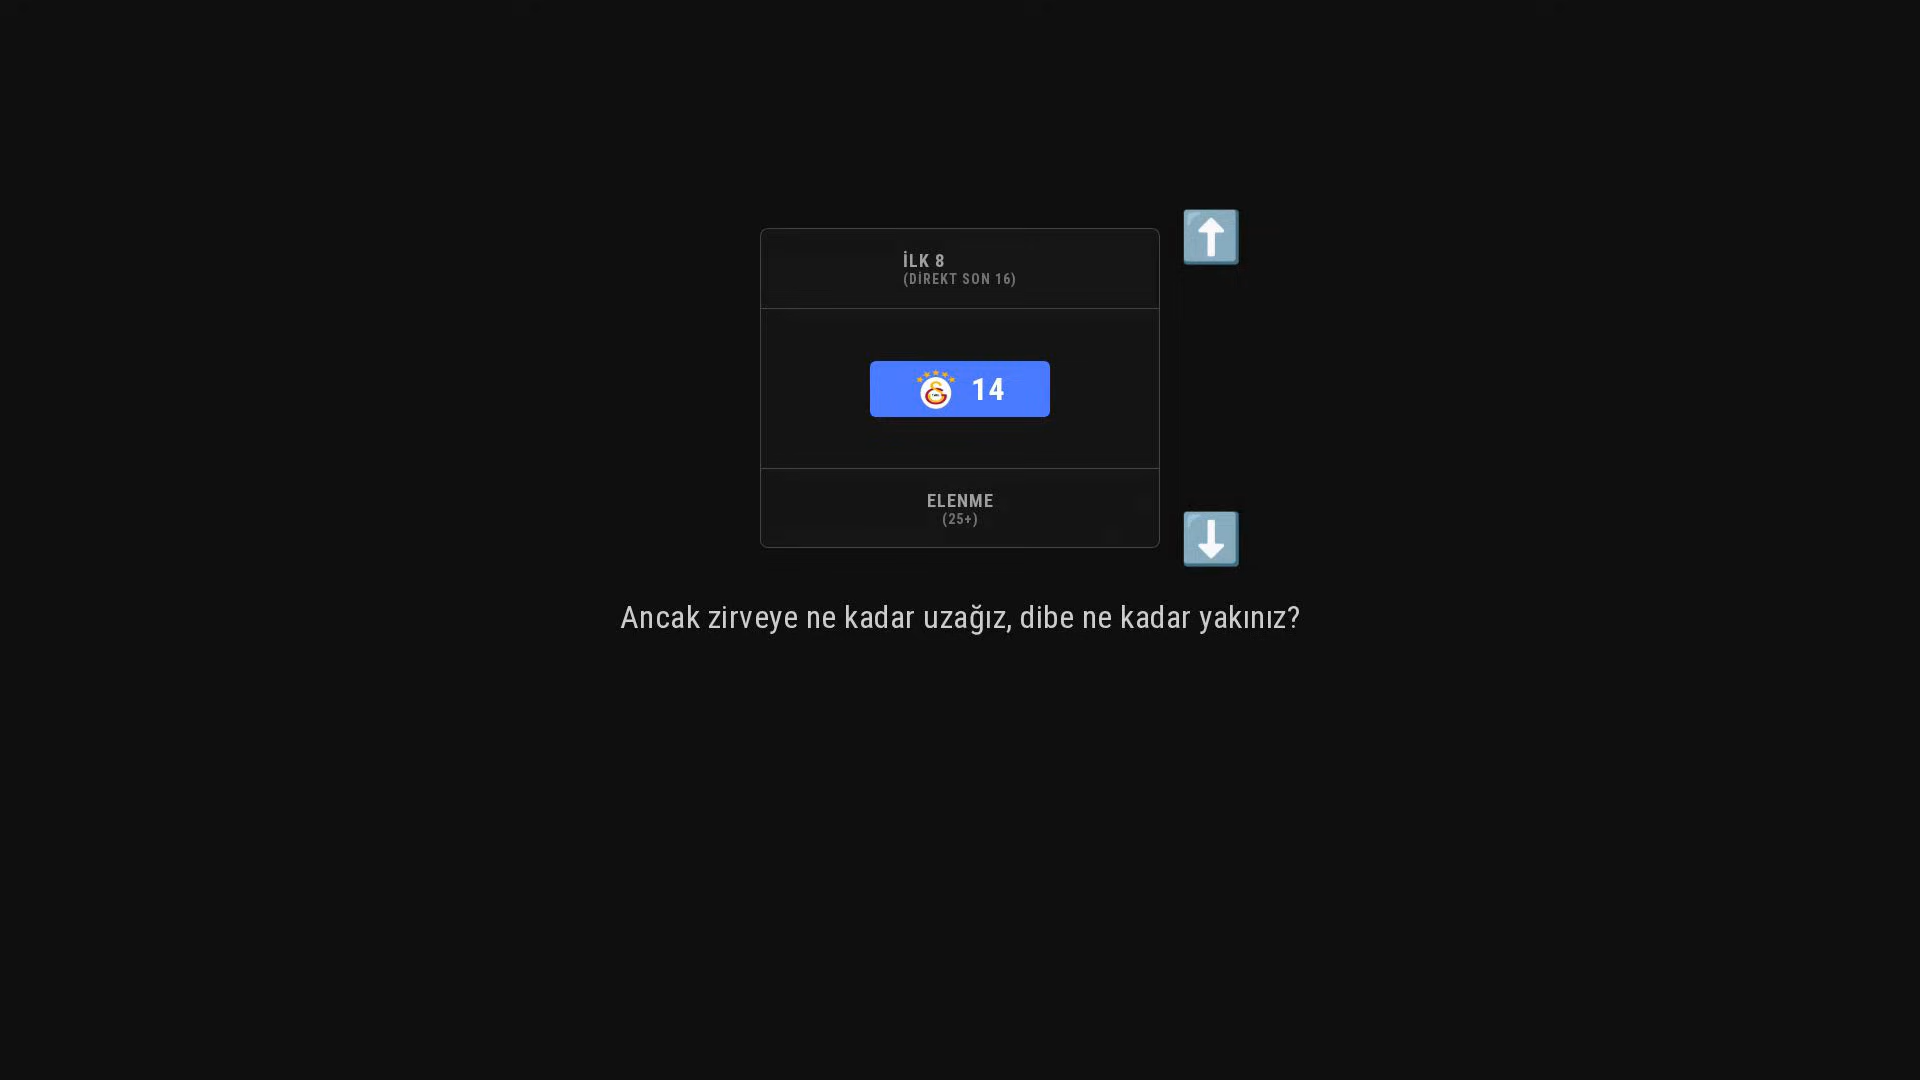 İLK 8
(DİREKT SON 16)
14
ELENME
(25+)
Ancak zirveye ne kadar uzağız, dibe ne kadar yakınız?